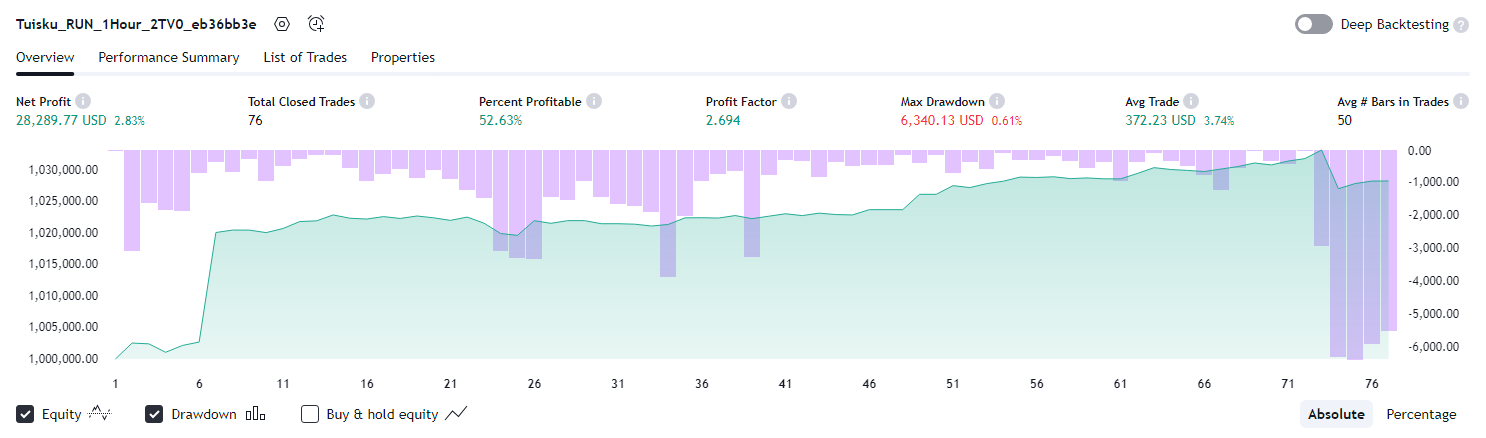 Tuisku_RUN_1Hour_2TV0_eb36bb3e
Deep Backtesting ?
Overview Performance Summary List of Trades Properties
Net Profit Total Closed Trades Percent Profitable Profit Factor Max Drawdown Avg Trade Avg # Bars in Trades
28,289.77 USD 2.83% 76 52.63% 2.694 6,340.13 USD 0.61% 372.23 USD 3.74% 50
1,030,000.00
1,025,000.00
1,020,000.00
1,015,000.00
1,010,000.00
1,005,000.00
1,000,000.00
0.00
-1,000.00
-2,000.00
-3,000.00
-4,000.00
-5,000.00
-6,000.00
1 6 11 16 21 26 31 36 41 46 51 56 61 66 71 76
Equity Drawdown Buy & hold equity Absolute Percentage